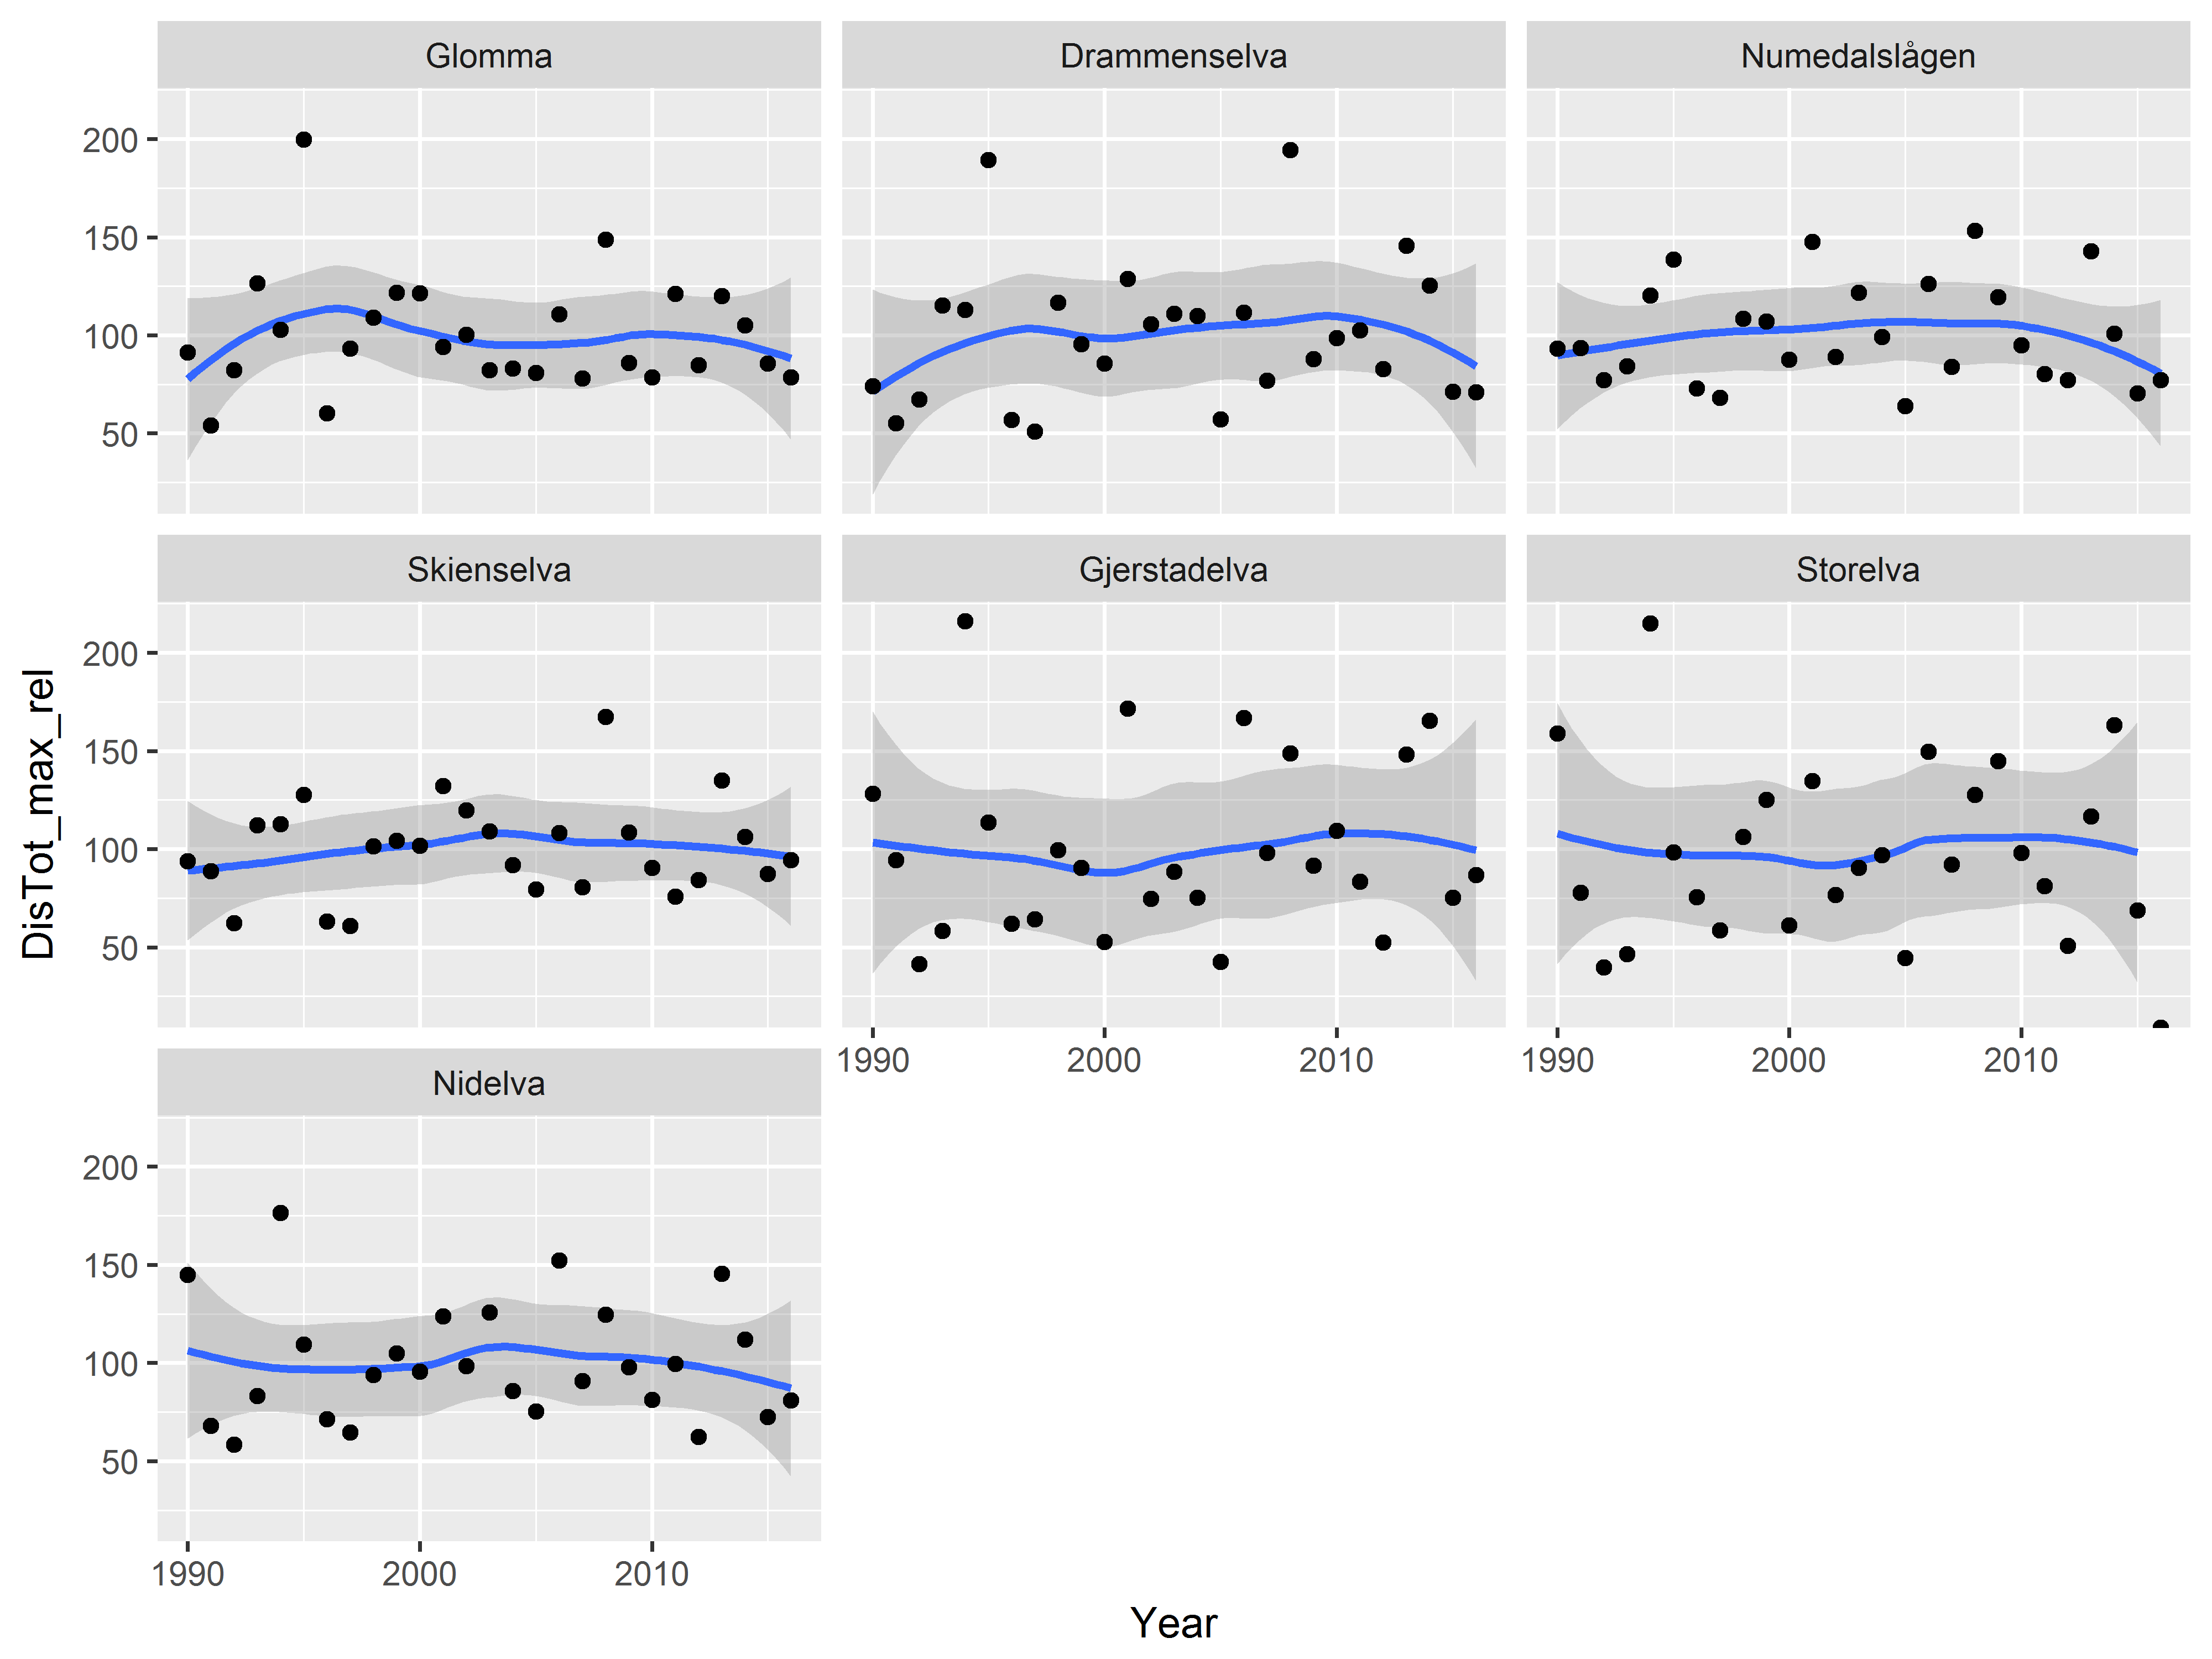 Glomma Drammenselva Numedalslågen
200
150
100
50
Skienselva Gjerstadelva Storelva
200
150
100
50
1990 2000 2010 1990 2000 2010
Nidelva
200
150
100
50
1990 2000 2010
Year
DisTot_max_rel